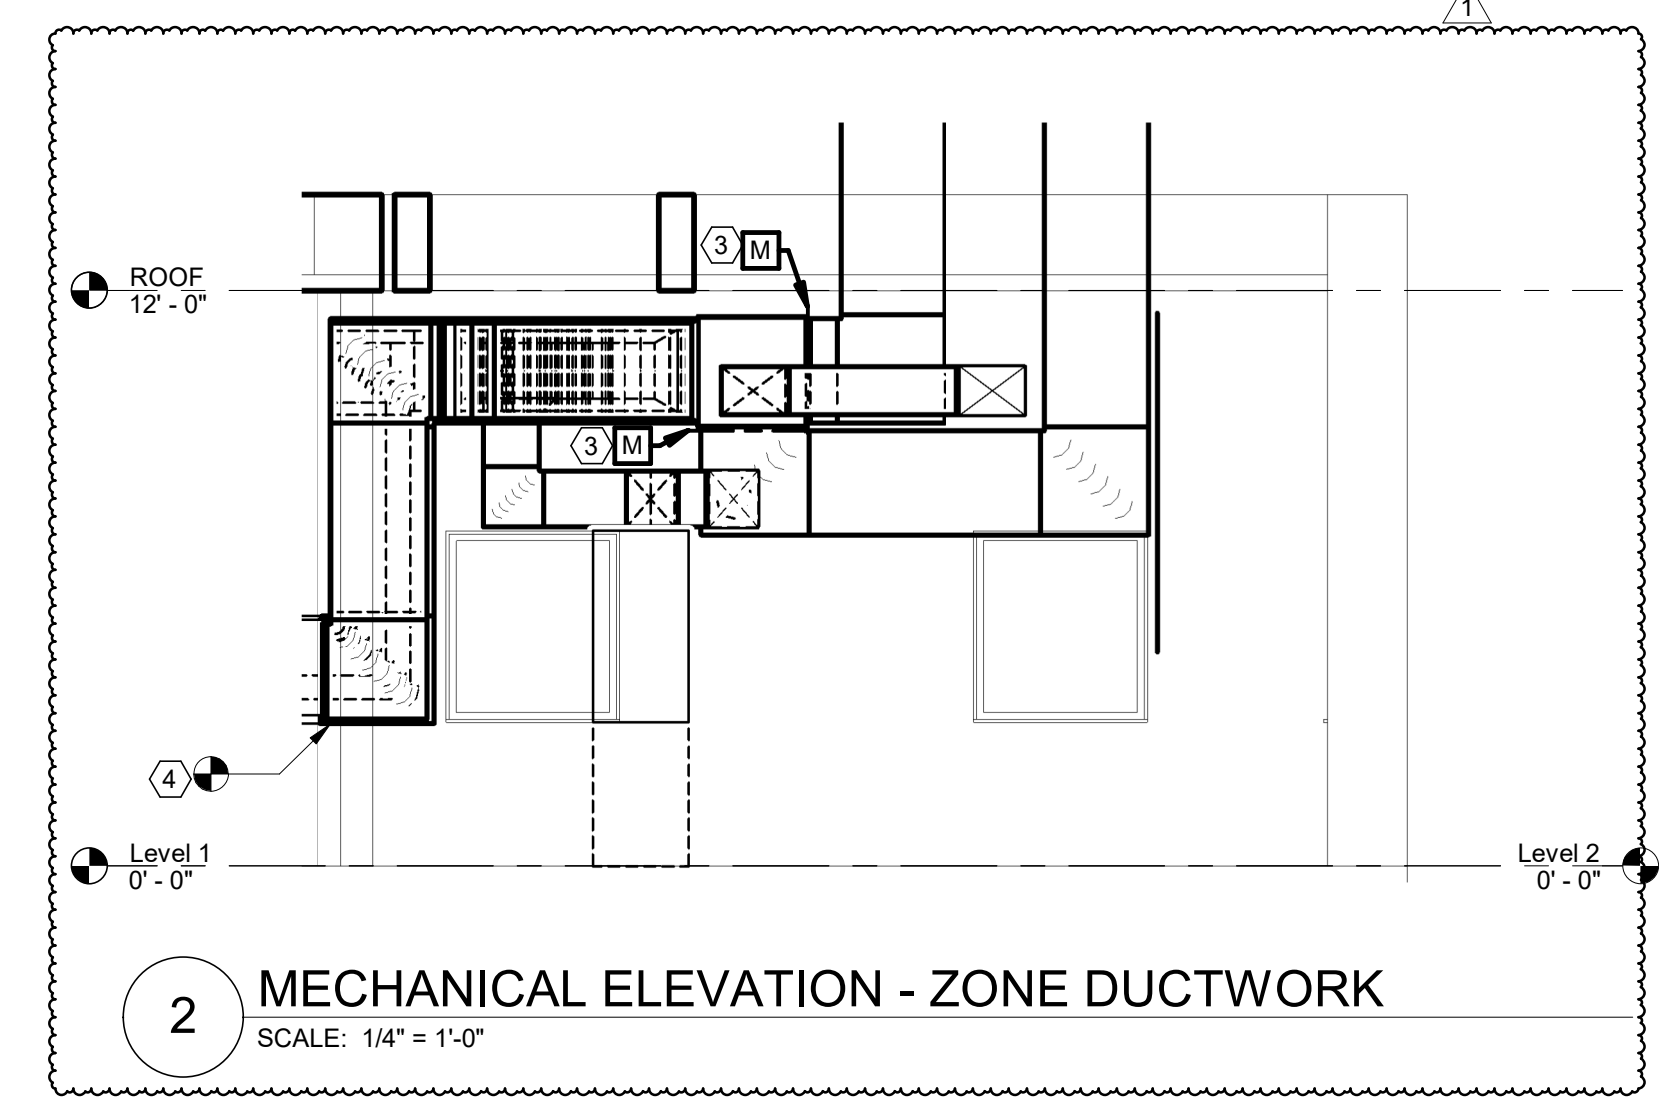 1
3 M
ROOF
12' - 0"
3 M
4
Level 1
0' - 0"
Level 2
0' - 0"
2
MECHANICAL ELEVATION - ZONE DUCTWORK
SCALE: 1/4" = 1'-0"